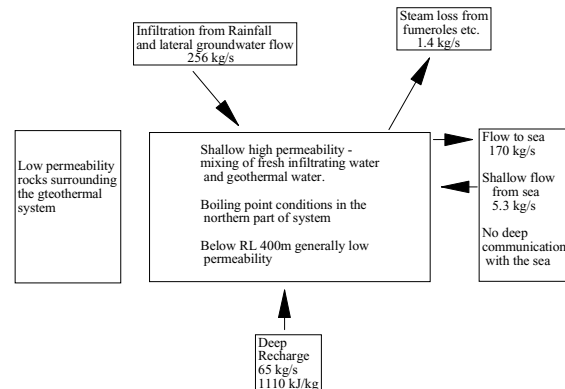 Infiltration from Rainfall
and lateral groundwater flow
256 kg/s
Steam loss from
fumeroles etc.
1.4 kg/s
Low permeability
rocks surrounding
the gteothermal
system
Shallow high permeability -
mixing of fresh infiltrating water
and geothermal water.
Boiling point conditions in the
northern part of system
Below RL 400m generally low
permeability
Flow to sea
170 kg/s
Shallow flow
from sea
5.3 kg/s
No deep
communication
with the sea
Deep
Recharge
65 kg/s
1110 kJ/kg